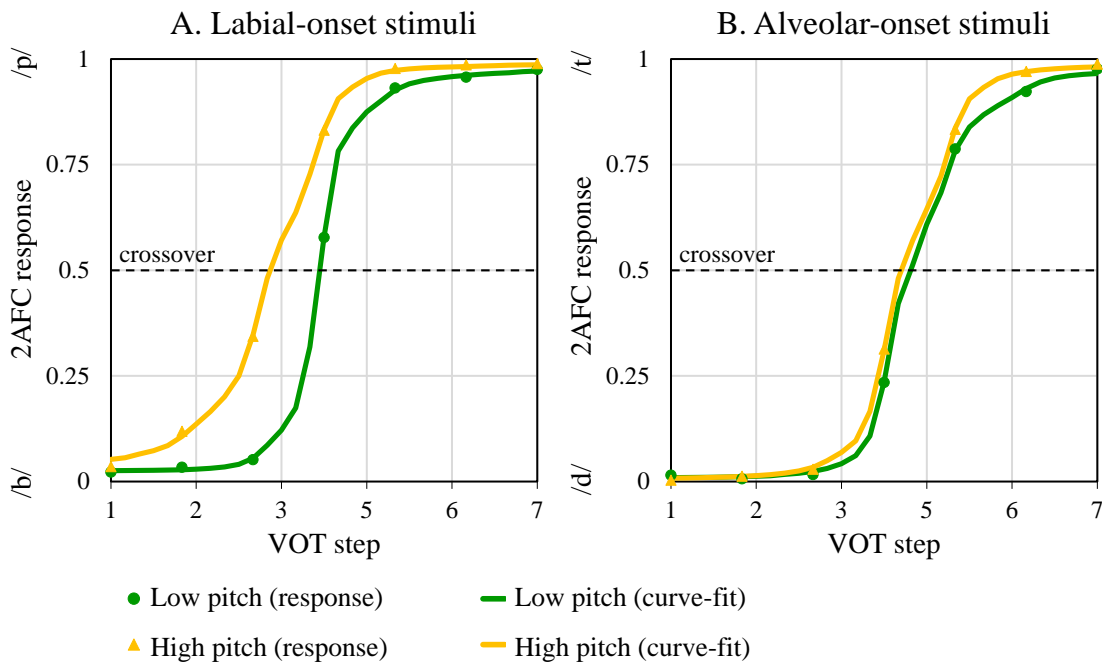 A. Labial-onset stimuli
/p/
1
0.75
0.5
0.25
0
/b/
2AFC response
crossover
1 2 3 5 6 7
VOT step
B. Alveolar-onset stimuli
/t/
1
0.75
0.5
0.25
0
/d/
2AFC response
crossover
1 2 3 5 6 7
VOT step
Low pitch (response) Low pitch (curve-fit)
High pitch (response) High pitch (curve-fit)